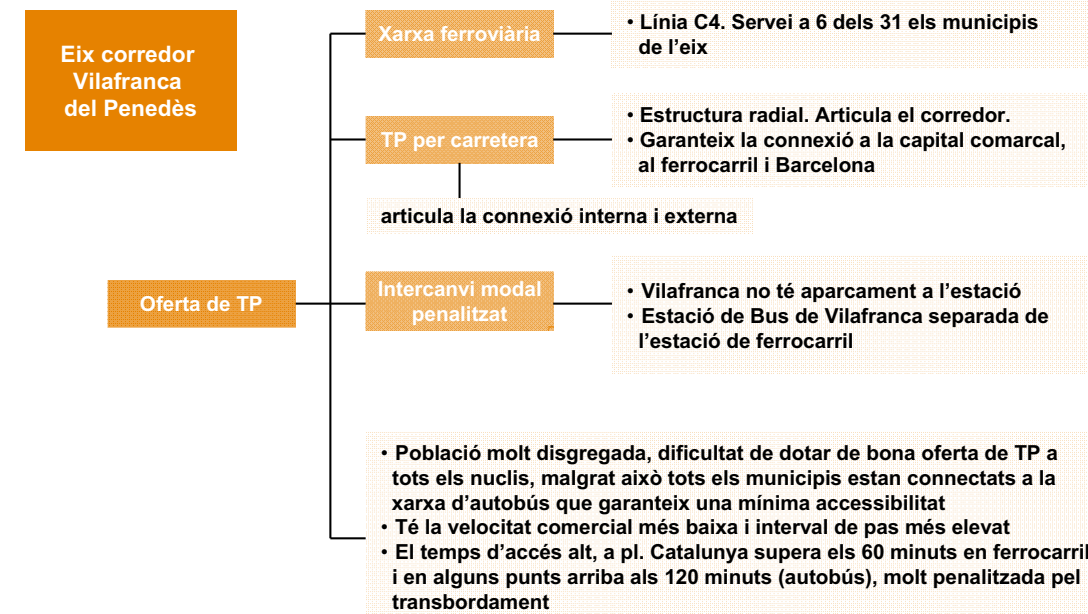 Eix corredor
Vilafranca
del Penedès
Xarxa ferroviària
• Línia C4. Servei a 6 dels 31 els municipis
de l'eix
TP per carretera
• Estructura radial. Articula el corredor.
• Garanteix la connexió a la capital comarcal,
al ferrocarril i Barcelona
articula la connexió interna i externa
Oferta de TP
Intercanvi modal
penalitzat
• Vilafranca no té aparcament a l'estació
• Estació de Bus de Vilafranca separada de
l'estació de ferrocarril
• Població molt disgregada, dificultat de dotar de bona oferta de TP a
tots els nuclis, malgrat això tots els municipis estan connectats a la
xarxa d'autobús que garanteix una mínima accessibilitat
• Té la velocitat comercial més baixa i interval de pas més elevat
• El temps d'accés alt, a pl. Catalunya supera els 60 minuts en ferrocarril
i en alguns punts arriba als 120 minuts (autobús), molt penalitzada pel
transbordament